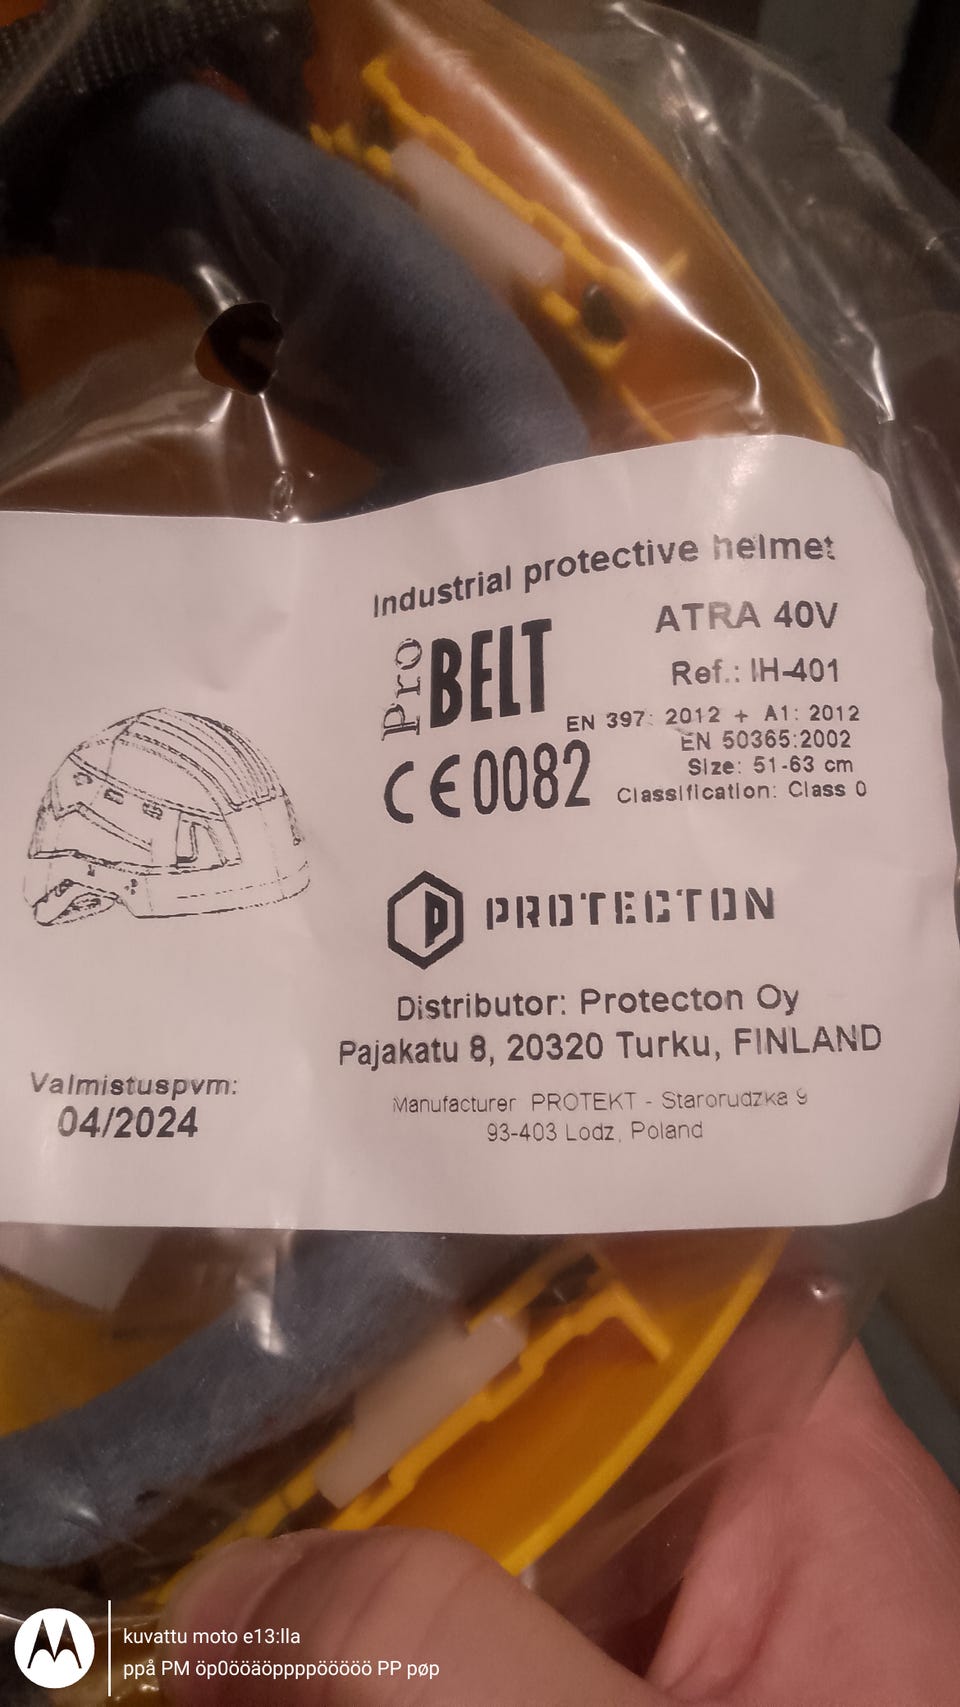 Industrial protective helmet
Pro BELT
ATRA 40V
Ref.: IH-401
EN 397: 2012 + A1: 2012
EN 50365:2002
Size: 51-63 cm
Classification: Class 0
CE0082
P PROTECTON
Distributor: Protecton Oy
Pajakatu 8, 20320 Turku, FINLAND
Manufacturer PROTEKT - Starorudzka 9
93-403 Lodz, Poland
Valmistuspvm:
04/2024
kuvattu moto e13:lla
ppå PM öp0ööäöppppööööö PP pøp